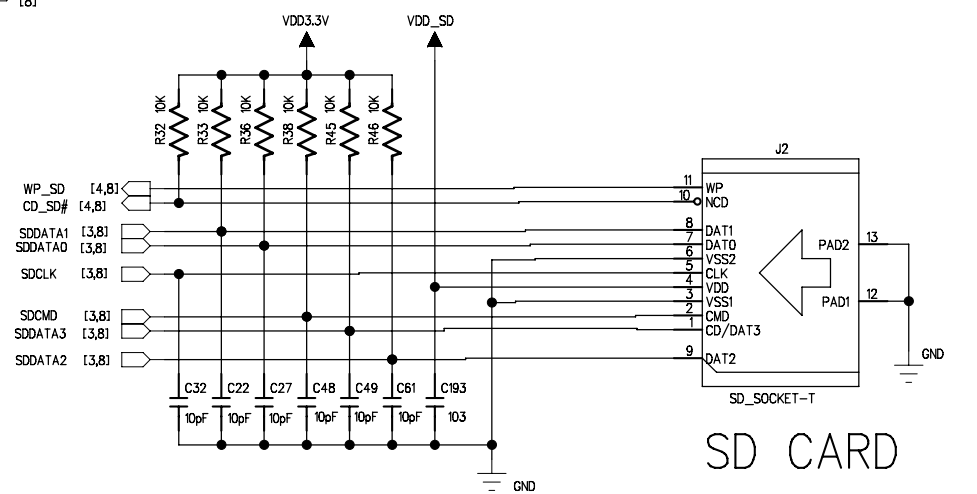 [8]
VDD3.3V VDD_SD
R32 10K R33 10K R36 10K R38 10K R45 10K R46 10K
J2
WP_SD [4,8] 11 WP
CD_SD# [4,8] 10 NCD
SDDATA1 [3,8] 8 DAT1
SDDATA0 [3,8] 7 DAT0 PAD2 13
6 VSS2
SDCLK [3,8] 5 CLK
4 VDD
3 VSS1 PAD1 12
SDCMD [3,8] 2 CMD
SDDATA3 [3,8] 1 CD/DAT3
SDDATA2 [3,8] 9 DAT2
GND
C32 C22 C27 C48 C49 C61 C193
10pF 10pF 10pF 10pF 10pF 10pF 103
SD_SOCKET-T
SD CARD
GND